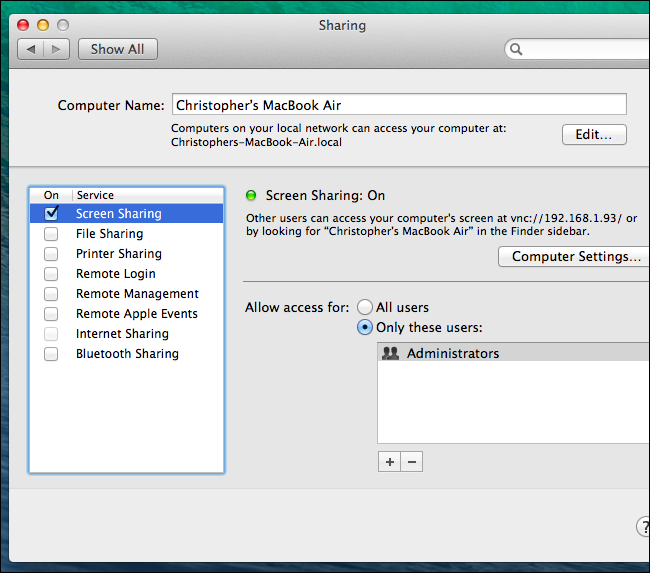 Sharing
Show All
Computer Name: Christopher's MacBook Air
Computers on your local network can access your computer at:
Christophers-MacBook-Air.local
Edit...
On Service
Screen Sharing
File Sharing
Printer Sharing
Remote Login
Remote Management
Remote Apple Events
Internet Sharing
Bluetooth Sharing
Screen Sharing: On
Other users can access your computer's screen at vnc://192.168.1.93/ or
by looking for “Christopher's MacBook Air” in the Finder sidebar.
Computer Settings...
Allow access for: All users
Only these users:
Administrators
+ −
?